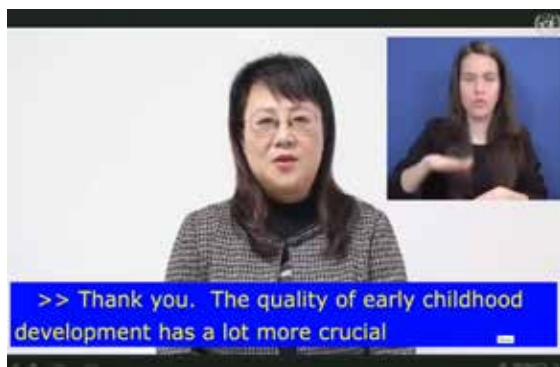 >> Thank you. The quality of early childhood
development has a lot more crucial